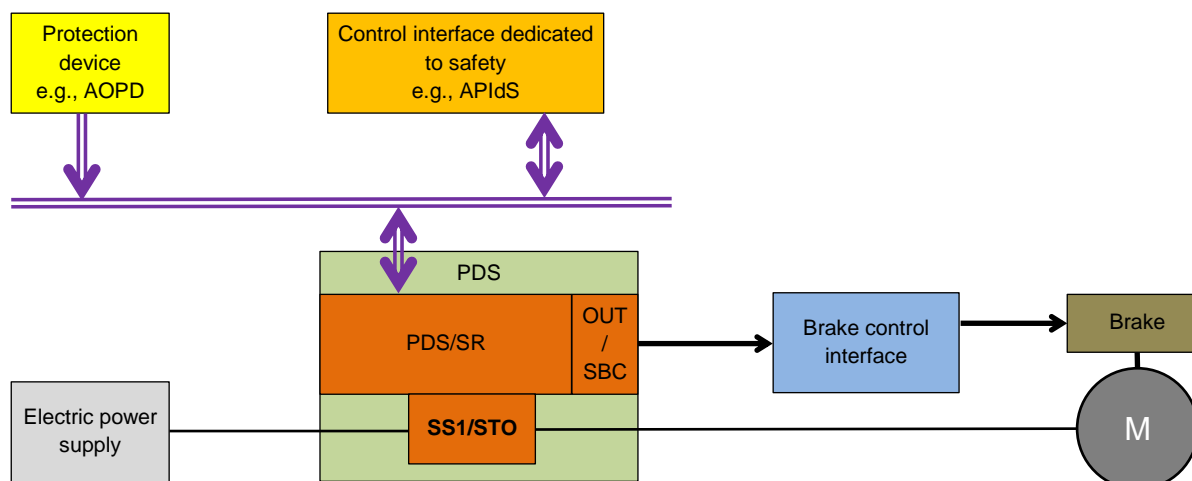 Protection
device
e.g., AOPD
Control interface dedicated
to safety
e.g., APIdS
PDS
PDS/SR
OUT
/
SBC
Brake control
interface
Brake
Electric power
supply
SS1/STO
M